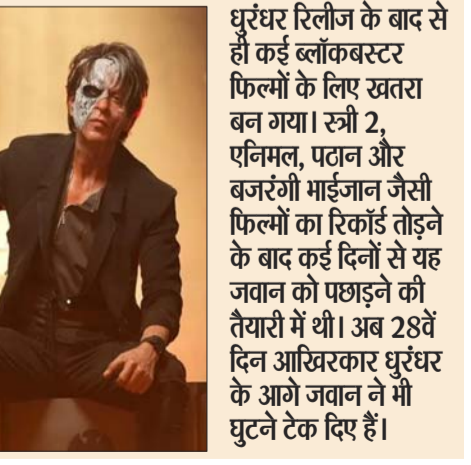 धुरंधर रिलीज के बाद से
ही कई ब्लॉकबस्टर
फिल्मों के लिए खतरा
बन गया। स्त्री 2,
एनिमल, पठान और
बजरंगी भाईजान जैसी
फिल्मों का रिकॉर्ड तोड़ने
के बाद कई दिनों से यह
जवान को पछाड़ने की
तैयारी में थी। अब 28वें
दिन आखिरकार धुरंधर
के आगे जवान ने भी
घुटने टेक दिए हैं।